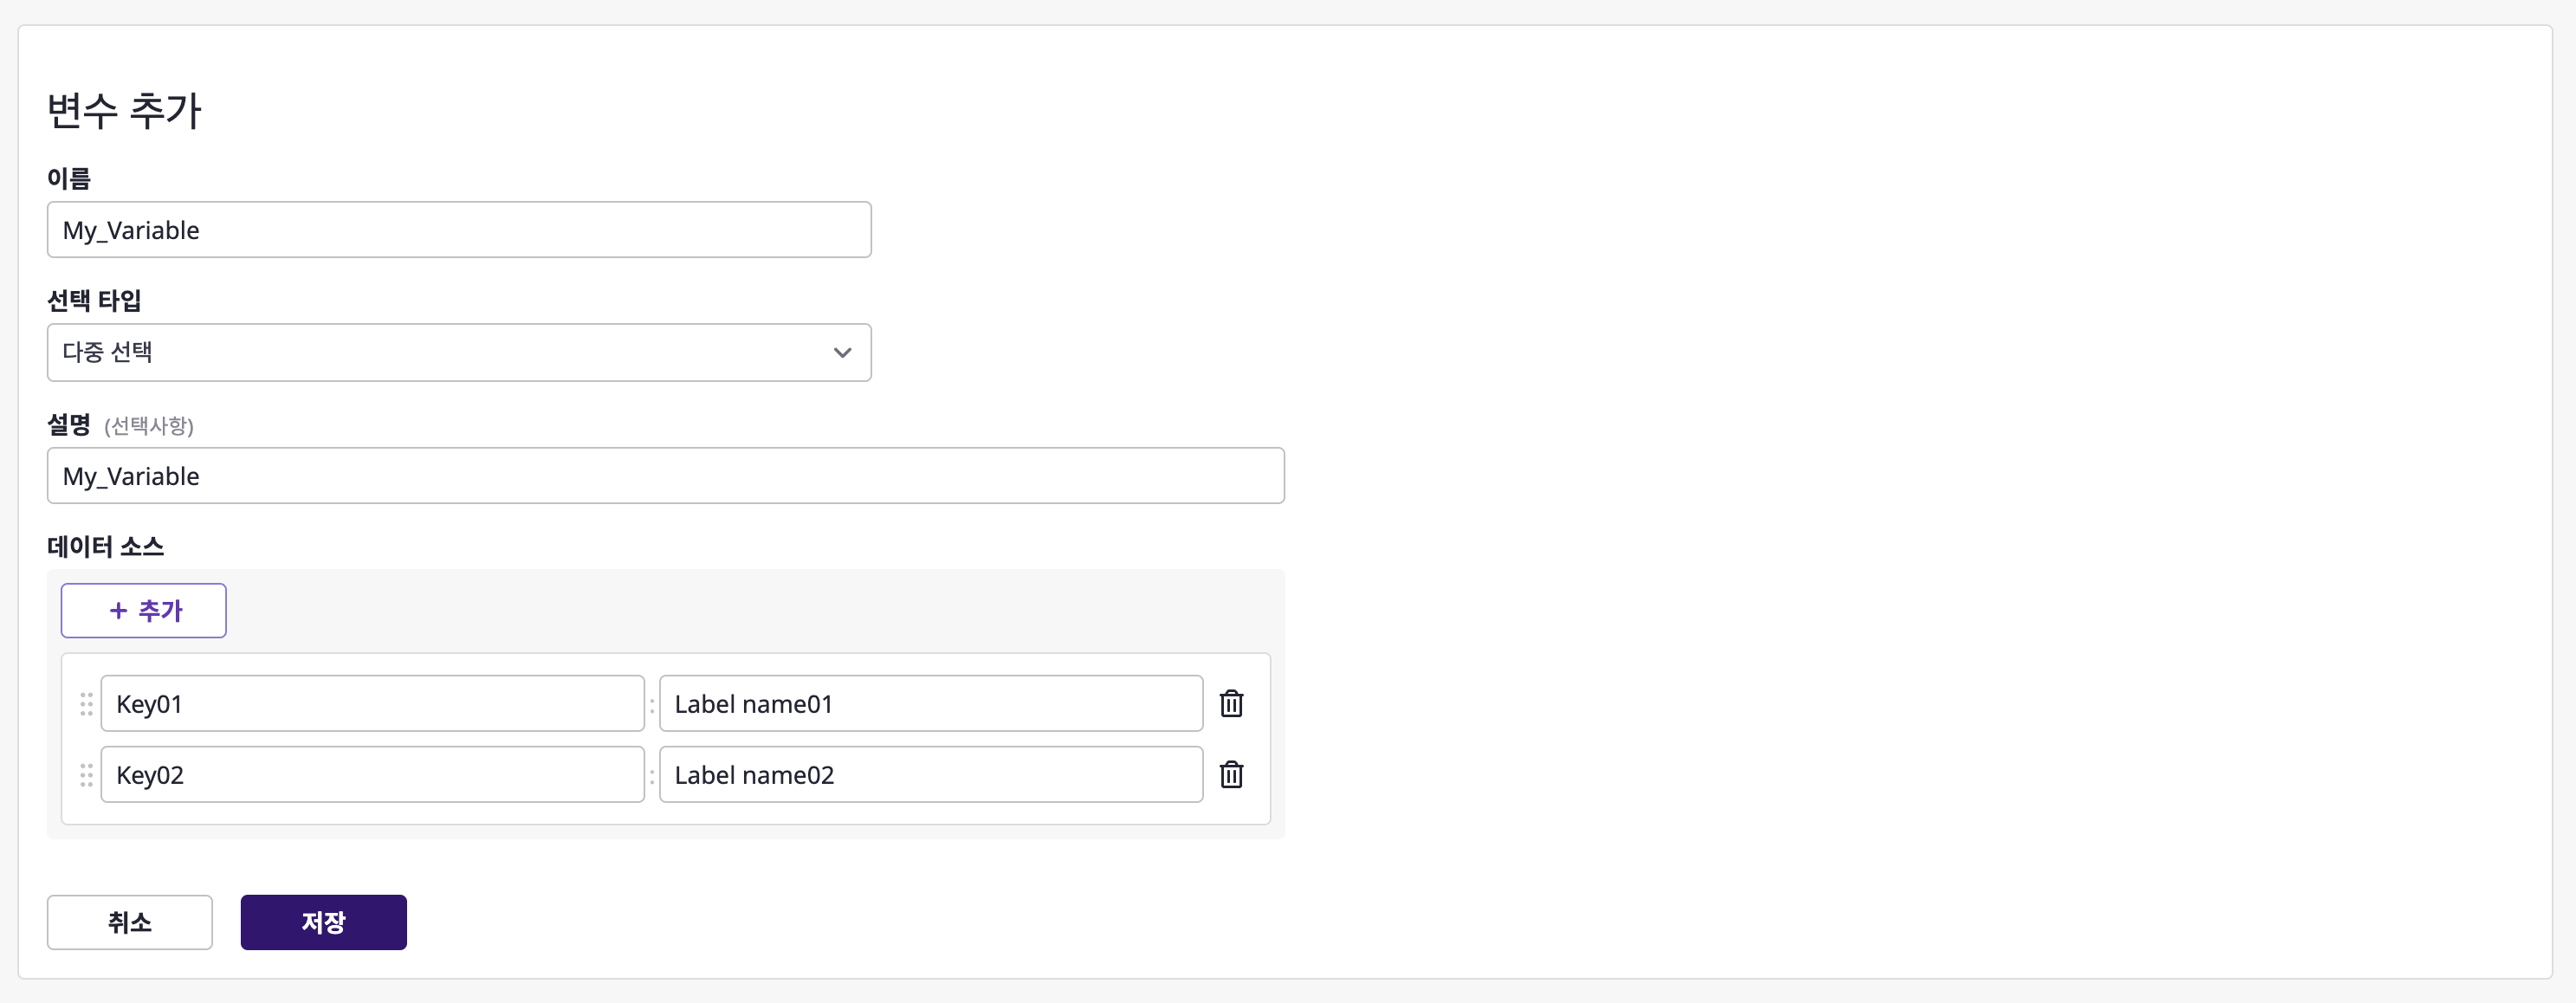 변수 추가
이름
My_Variable
선택 타입
다중 선택
설명 (선택사항)
My_Variable
데이터 소스
+ 추가
Key01 : Label name01
Key02 : Label name02
취소 저장